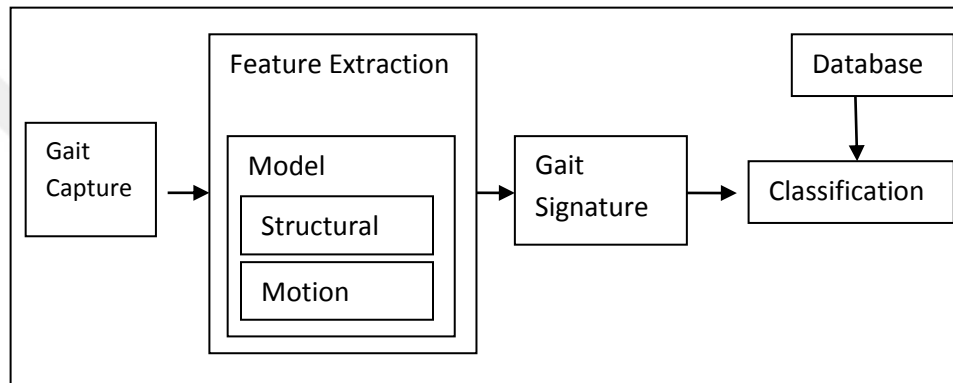 Gait
Capture
Feature Extraction
Model
Structural
Motion
Gait
Signature
Database
Classification